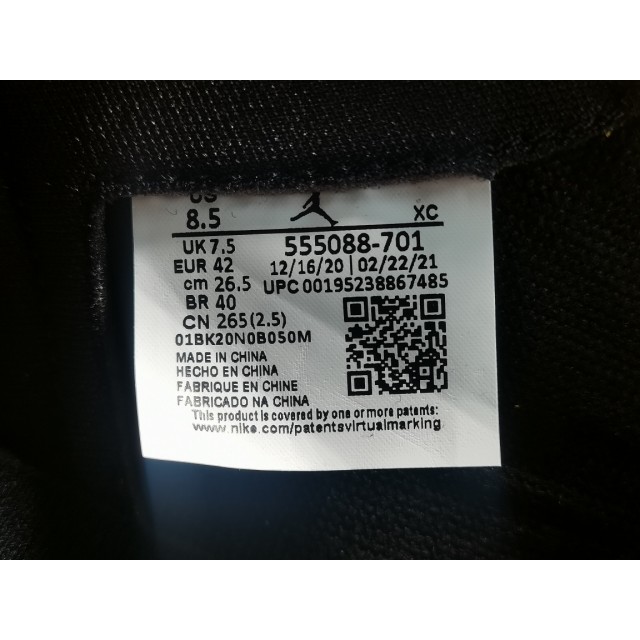 US
8.5
XC
UK 7.5
555088-701
EUR 42
12/16/20 | 02/22/21
cm 26.5
UPC 00195238867485
BR 40
CN 265(2.5)
01BK20N0B050M
MADE IN CHINA
HECHO EN CHINA
FABRIQUE EN CHINE
FABRICADO NA CHINA
This product is covered by one or more patents:
www.nike.com/patentsvirtualmarking